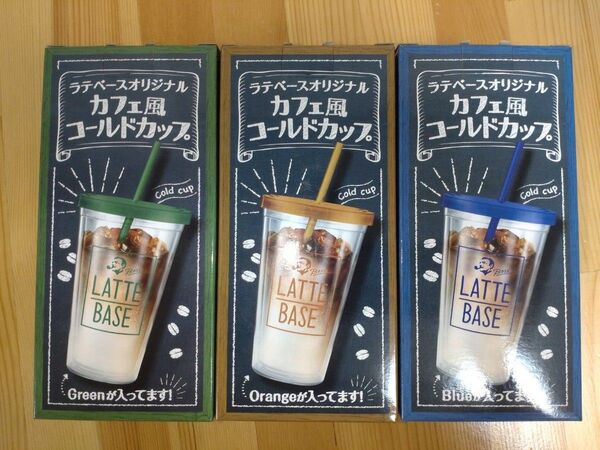 ラテベースオリジナル
カフェ風
コールドカップ。
Cold cup
Boss
LATTE
BASE
Greenが入ってます!
ラテベースオリジナル
カフェ風
コールドカップ。
Cold cup
Boss
LATTE
BASE
Orangeが入ってます!
ラテベースオリジナル
カフェ風
コールドカップ。
Cold cup
Boss
LATTE
BASE
Blueが入ってます!